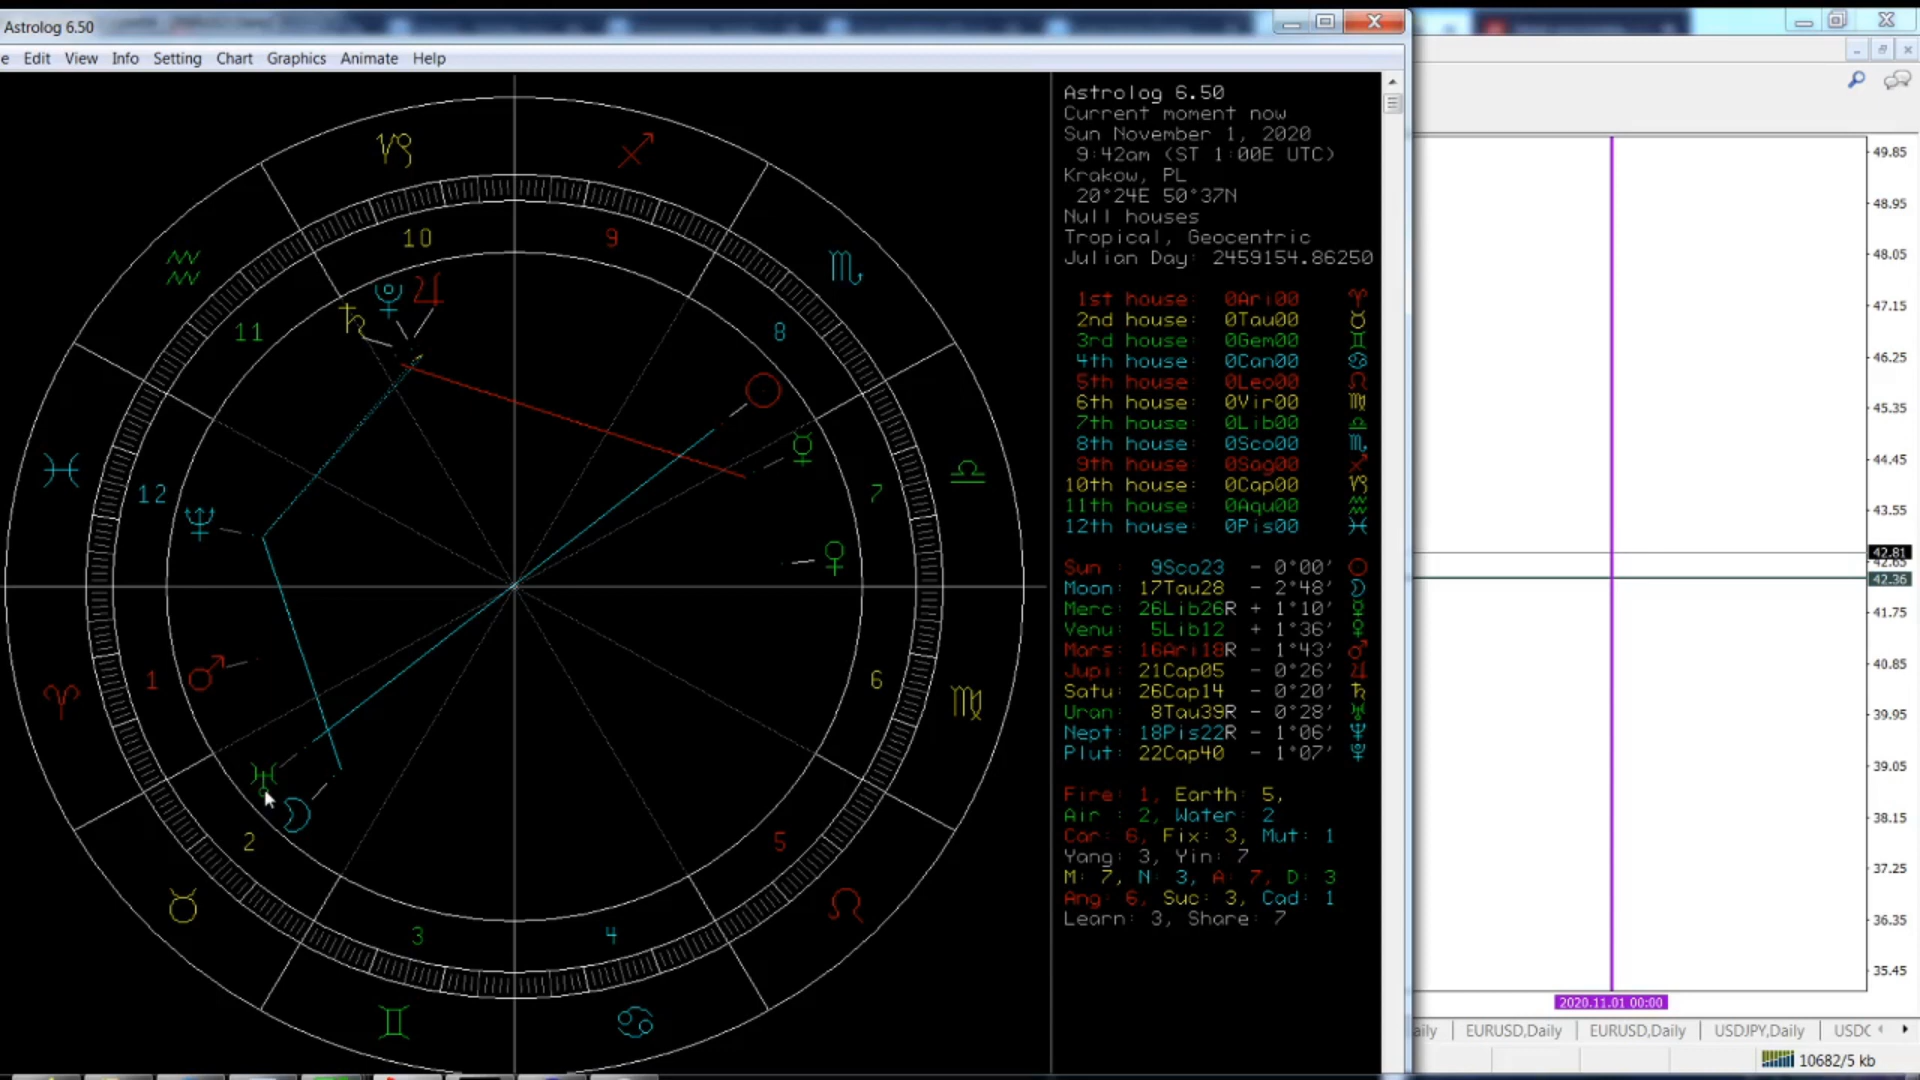 Astrolog 6.50
e Edit View Info Setting Chart Graphics Animate Help
10
9
11
8
12
7
1
6
2
5
3
4
Astrolog 6.50
Current moment now
Sun November 1, 2020
9:42am (ST 1:00E UTC)
Krakow, PL
20°24E 50°37N
Null houses
Tropical, Geocentric
Julian Day: 2459154.86250
1st house: 0Ari00
2nd house: 0Tau00
3rd house: 0Gem00
4th house: 0Can00
5th house: 0Leo00
6th house: 0Vir00
7th house: 0Lib00
8th house: 0Sco00
9th house: 0Sag00
10th house: 0Cap00
11th house: 0Aqu00
12th house: 0Pis00
Sun : 9Sco23 - 0°00'
Moon: 17Tau28 - 2°48'
Merc: 26Lib26R + 1°10'
Venu: 5Lib12 + 1°36'
Mars: 16Ari18R - 1°43'
Jupi: 21Cap05 - 0°26'
Satu: 26Cap14 - 0°20'
Uran: 8Tau39R - 0°28'
Nept: 18Pis22R - 1°06'
Plut: 22Cap40 - 1°07'
Fire: 1, Earth: 5,
Air : 2, Water: 2
Car: 6, Fix: 3, Mut: 1
Yang: 3, Yin: 7
M: 7, N: 3, A: 7, D: 3
Ang: 6, Suc: 3, Cad: 1
Learn: 3, Share: 7
49.85
48.95
48.05
47.15
46.25
45.35
44.45
43.55
42.81
42.65
42.36
41.75
40.85
39.95
39.05
38.15
37.25
36.35
35.45
2020.11.01 00:00
aily EURUSD,Daily EURUSD,Daily USDJPY,Daily USDC
10682/5 kb